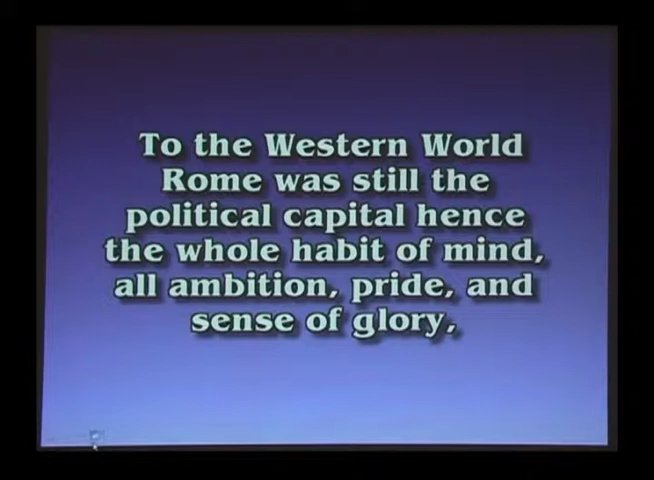 To the Western World
Rome was still the
political capital hence
the whole habit of mind,
all ambition, pride, and
sense of glory,